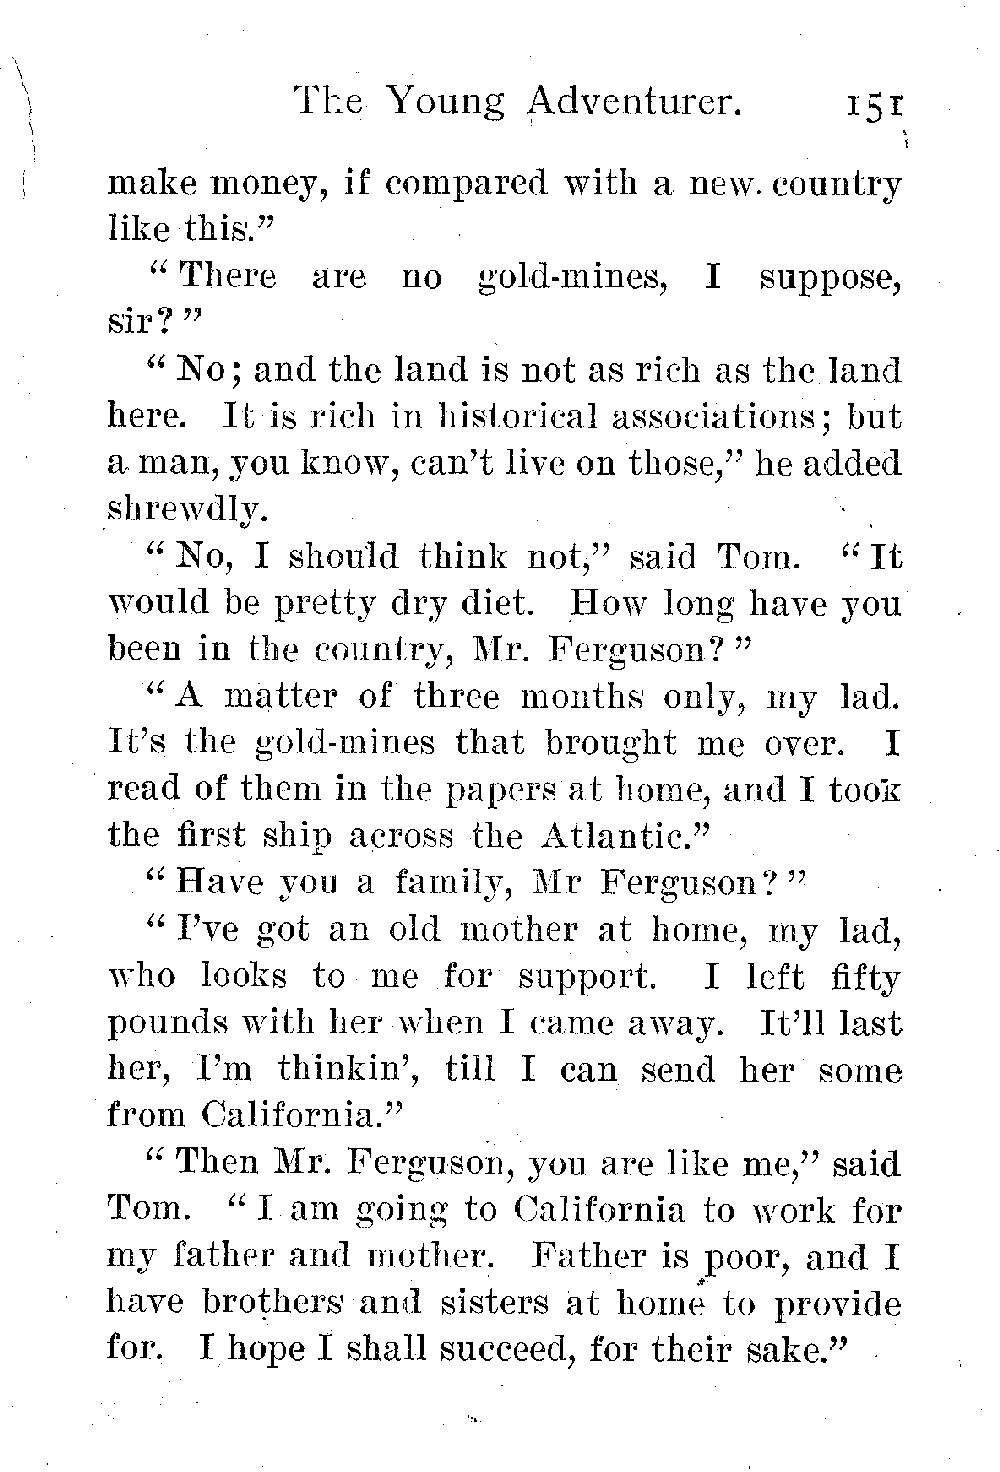 The Young Adventurer. 151
make money, if compared with a new country
like this."
"There are no gold-mines, I suppose,
sir?"
"No; and the land is not as rich as the land
here. It is rich in historical associations; but
a man, you know, can't live on those," he added
shrewdly.
"No, I should think not," said Tom. "It
would be pretty dry diet. How long have you
been in the country, Mr. Ferguson?"
"A matter of three months only, my lad.
It's the gold-mines that brought me over. I
read of them in the papers at home, and I took
the first ship across the Atlantic."
"Have you a family, Mr Ferguson?"
"I've got an old mother at home, my lad,
who looks to me for support. I left fifty
pounds with her when I came away. It'll last
her, I'm thinkin', till I can send her some
from California."
"Then Mr. Ferguson, you are like me," said
Tom. "I am going to California to work for
my father and mother. Father is poor, and I
have brothers and sisters at home to provide
for. I hope I shall succeed, for their sake."